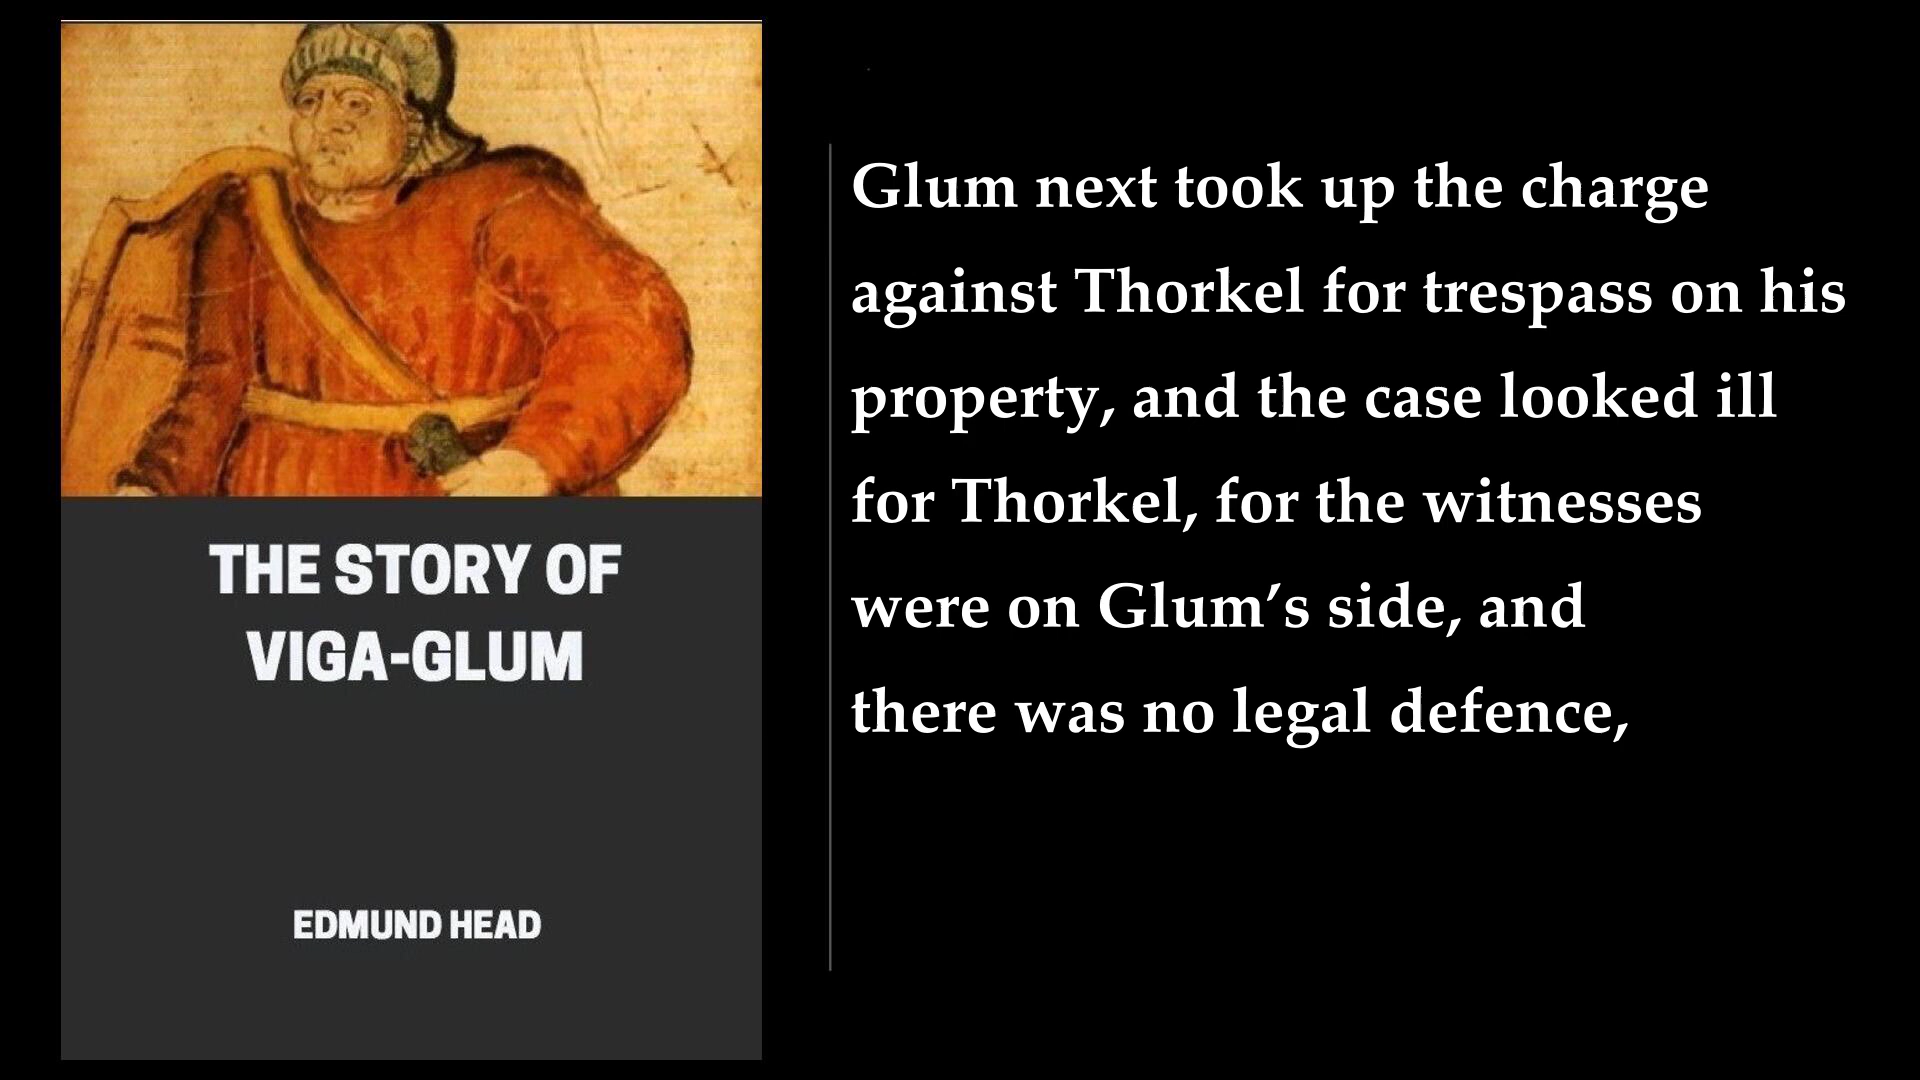 THE STORY OF
VIGA-GLUM
EDMUND HEAD
Glum next took up the charge
against Thorkel for trespass on his
property, and the case looked ill
for Thorkel, for the witnesses
were on Glum’s side, and
there was no legal defence,